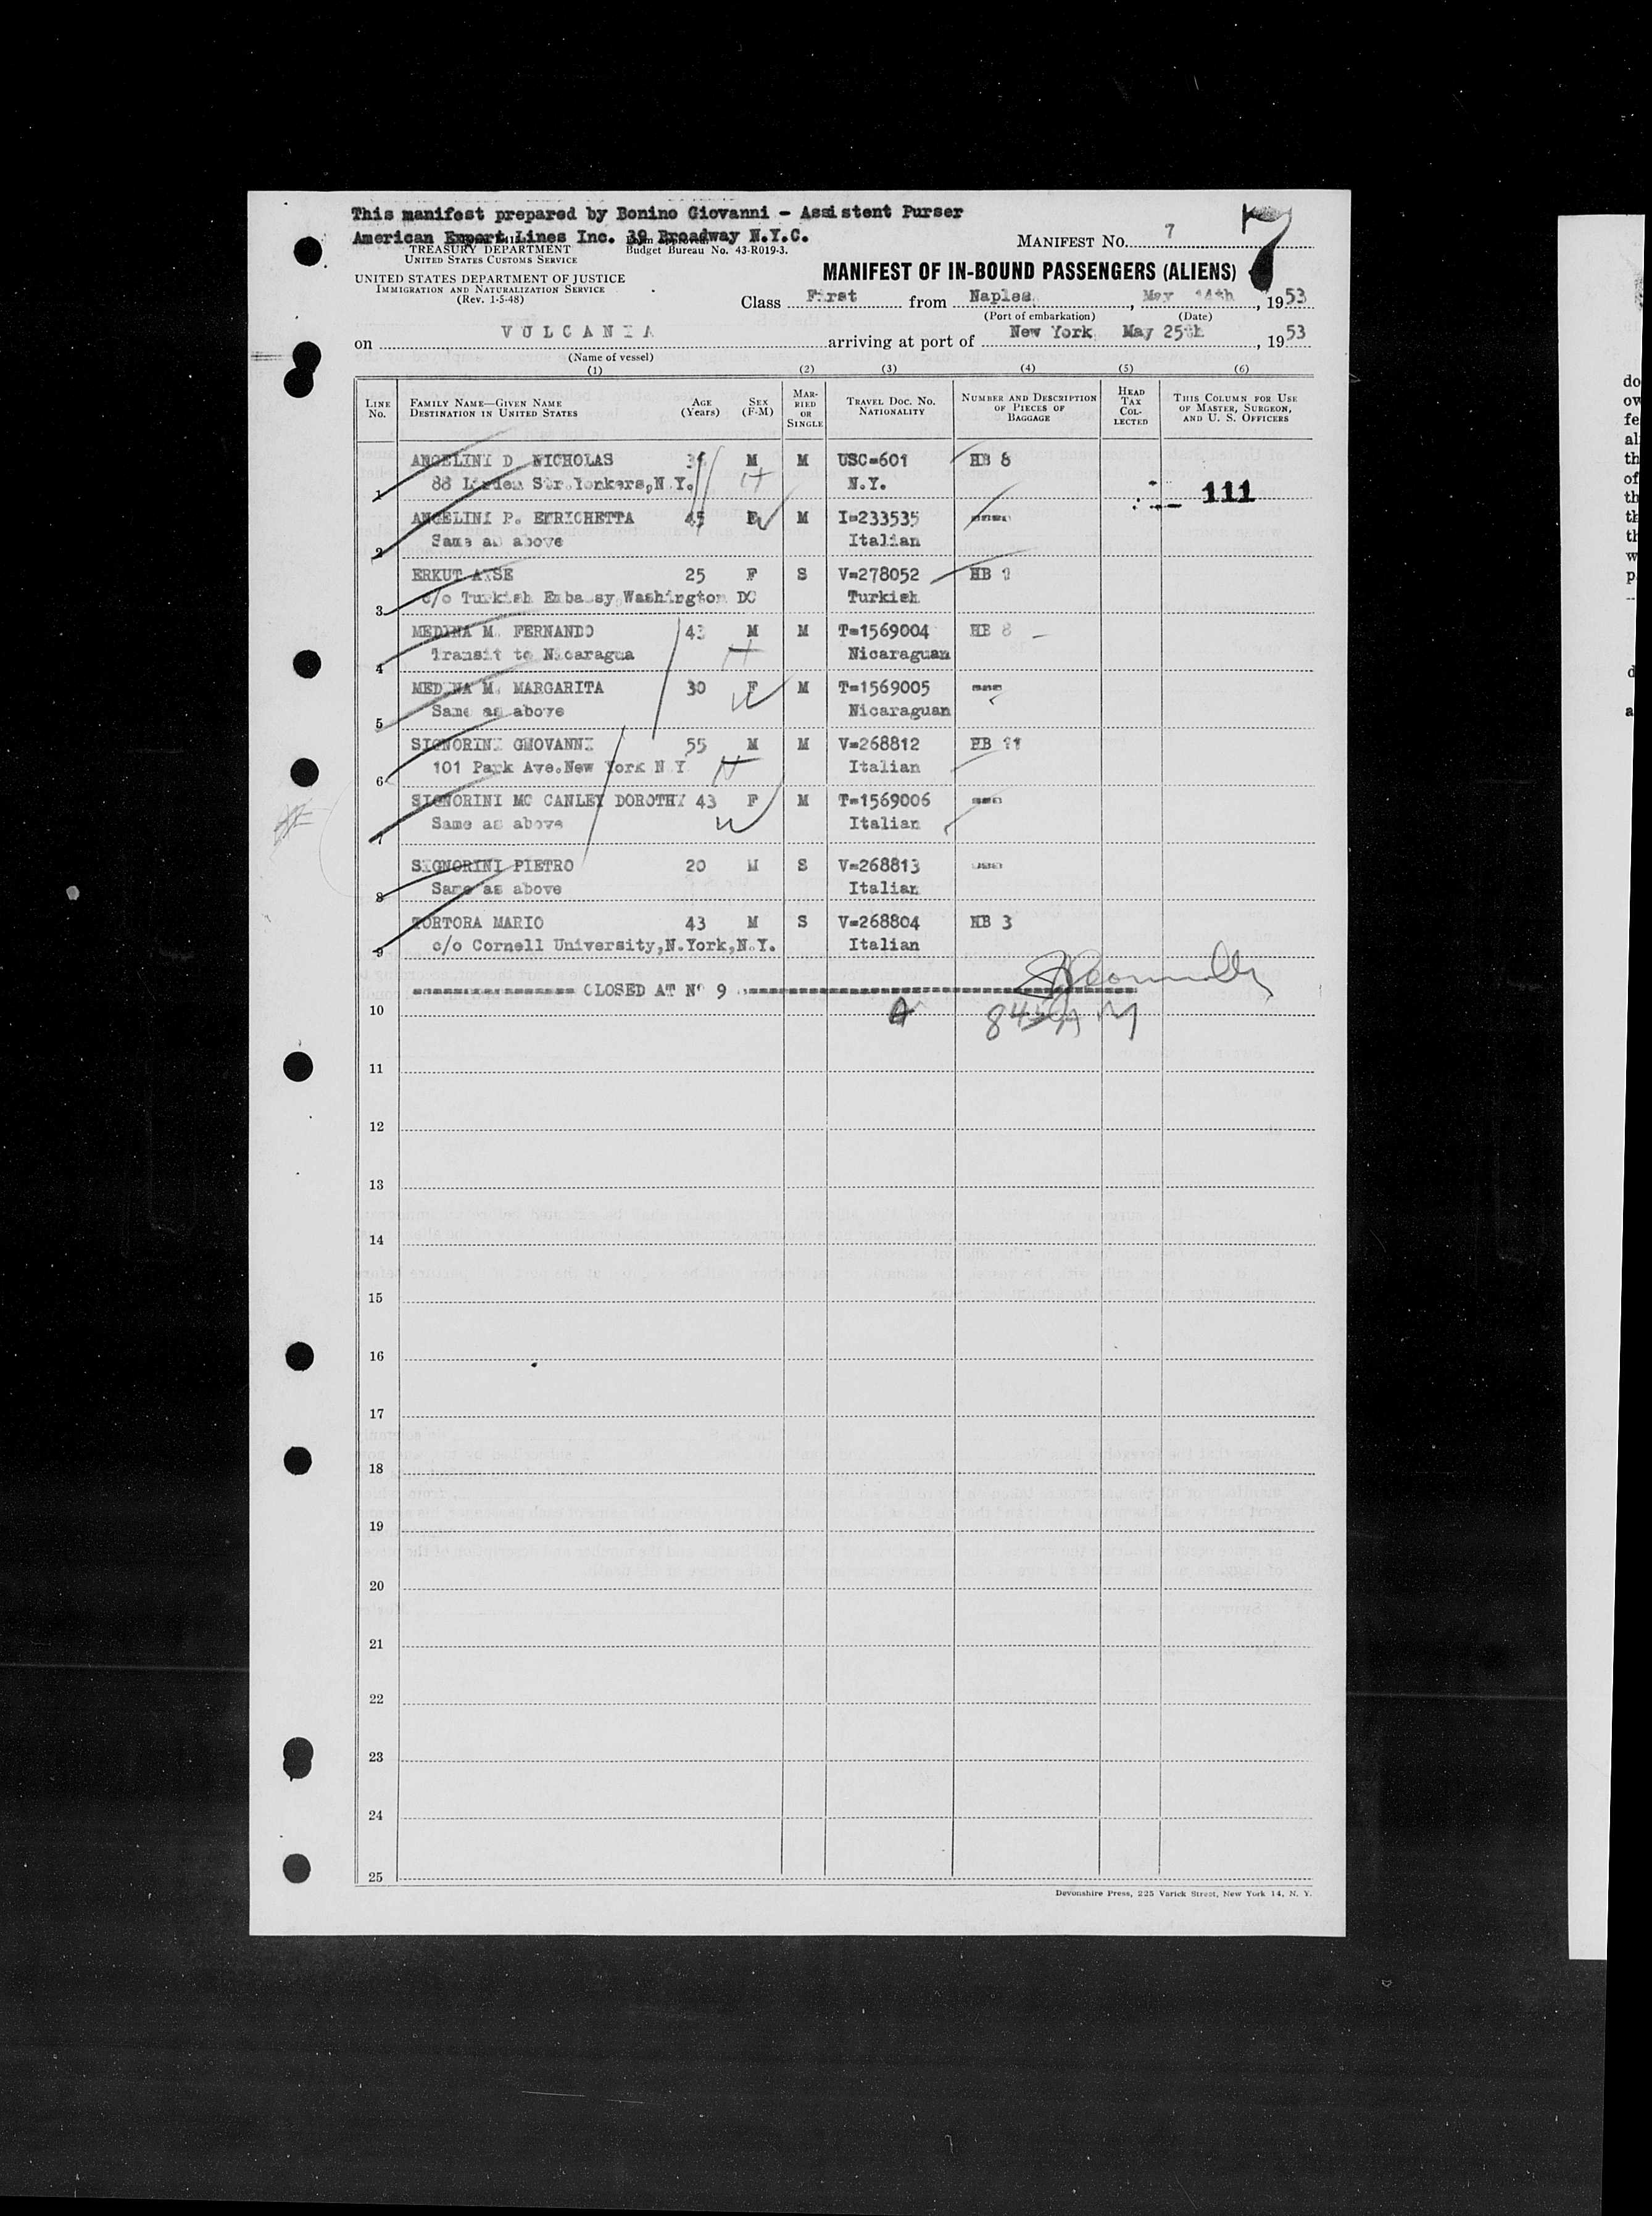 This manifest prepared by Bonino Giovanni - Assistent Purser
American Export Lines Inc. 39 Broadway N.Y.C.
TREASURY DEPARTMENT
UNITED STATES CUSTOMS SERVICE
Budget Bureau No. 43-R019-3.
MANIFEST No. 7
7
UNITED STATES DEPARTMENT OF JUSTICE
IMMIGRATION AND NATURALIZATION SERVICE
(Rev. 1-5-48)
MANIFEST OF IN-BOUND PASSENGERS (ALIENS)
Class First from Naples, May 14th, 1953
(Port of embarkation) (Date)
on VULCANIA arriving at port of New York May 25th, 1953
(Name of vessel)
(1) (2) (3) (4) (5) (6)
LINE No. FAMILY NAME—GIVEN NAME DESTINATION IN UNITED STATES AGE (Years) SEX (F-M) MARRIED OR SINGLE TRAVEL DOC. No. NATIONALITY NUMBER AND DESCRIPTION OF PIECES OF BAGGAGE HEAD TAX COLLECTED THIS COLUMN FOR USE OF MASTER, SURGEON, AND U. S. OFFICERS
ANGELINI D NICHOLAS M M USC=601 HB 8
1 88 Linden Str.Yonkers,N.Y. N.Y. 111
ANGELINI P. ENRICHETTA 45 F M I=233535
2 Same as above Italian
ERKUT AYSE 25 F S V=278052 HB
3 c/o Turkish Embassy Washington DC Turkish
MEDINA M. FERNANDO 43 M M T=1569004 HB 8
4 Transit to Nicaragua Nicaraguan
MEDINA M. MARGARITA 30 F M T=1569005
5 Same as above Nicaraguan
SIGNORINI GIOVANNI 55 M M V=268812 HB 11
6 101 Park Ave.New York N Y Italian
SIGNORINI MC CANLEY DOROTHY 43 F M T=1569006
7 Same as above Italian
SIGNORINI PIETRO 20 M S V=268813
8 Same as above Italian
TORTORA MARIO 43 M S V=268804 HB 3
9 c/o Cornell University,N.York,N.Y. Italian
CLOSED AT N° 9
10
11
12
13
14
15
16
17
18
19
20
21
22
23
24
25
Devonshire Press, 225 Varick Street, New York 14, N. Y.